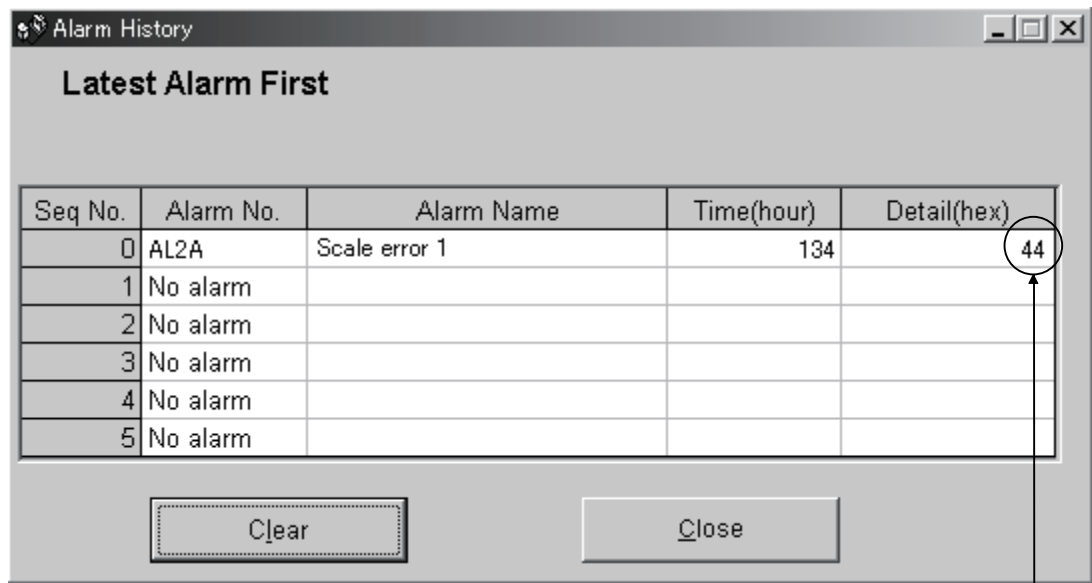 Alarm History
Latest Alarm First
Seq No. Alarm No. Alarm Name Time(hour) Detail(hex)
0 AL2A Scale error 1 134 44
1 No alarm
2 No alarm
3 No alarm
4 No alarm
5 No alarm
Clear Close